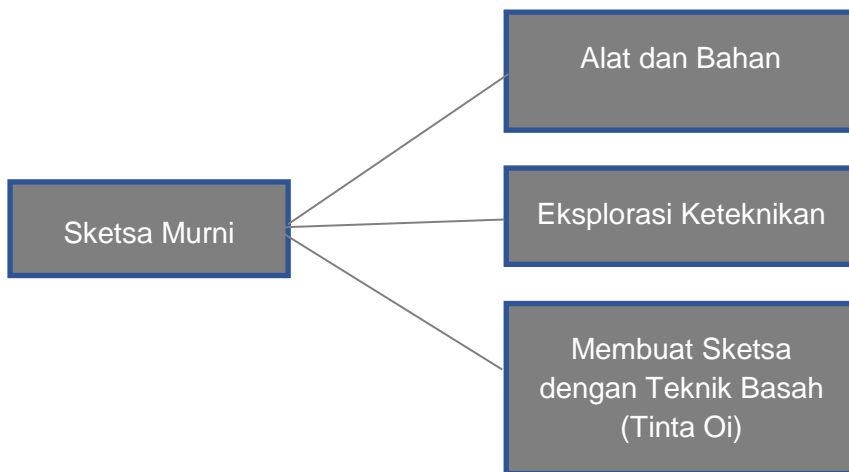 Alat dan Bahan
Sketsa Murni
Eksplorasi Keteknikan
Membuat Sketsa
dengan Teknik Basah
(Tinta Oi)